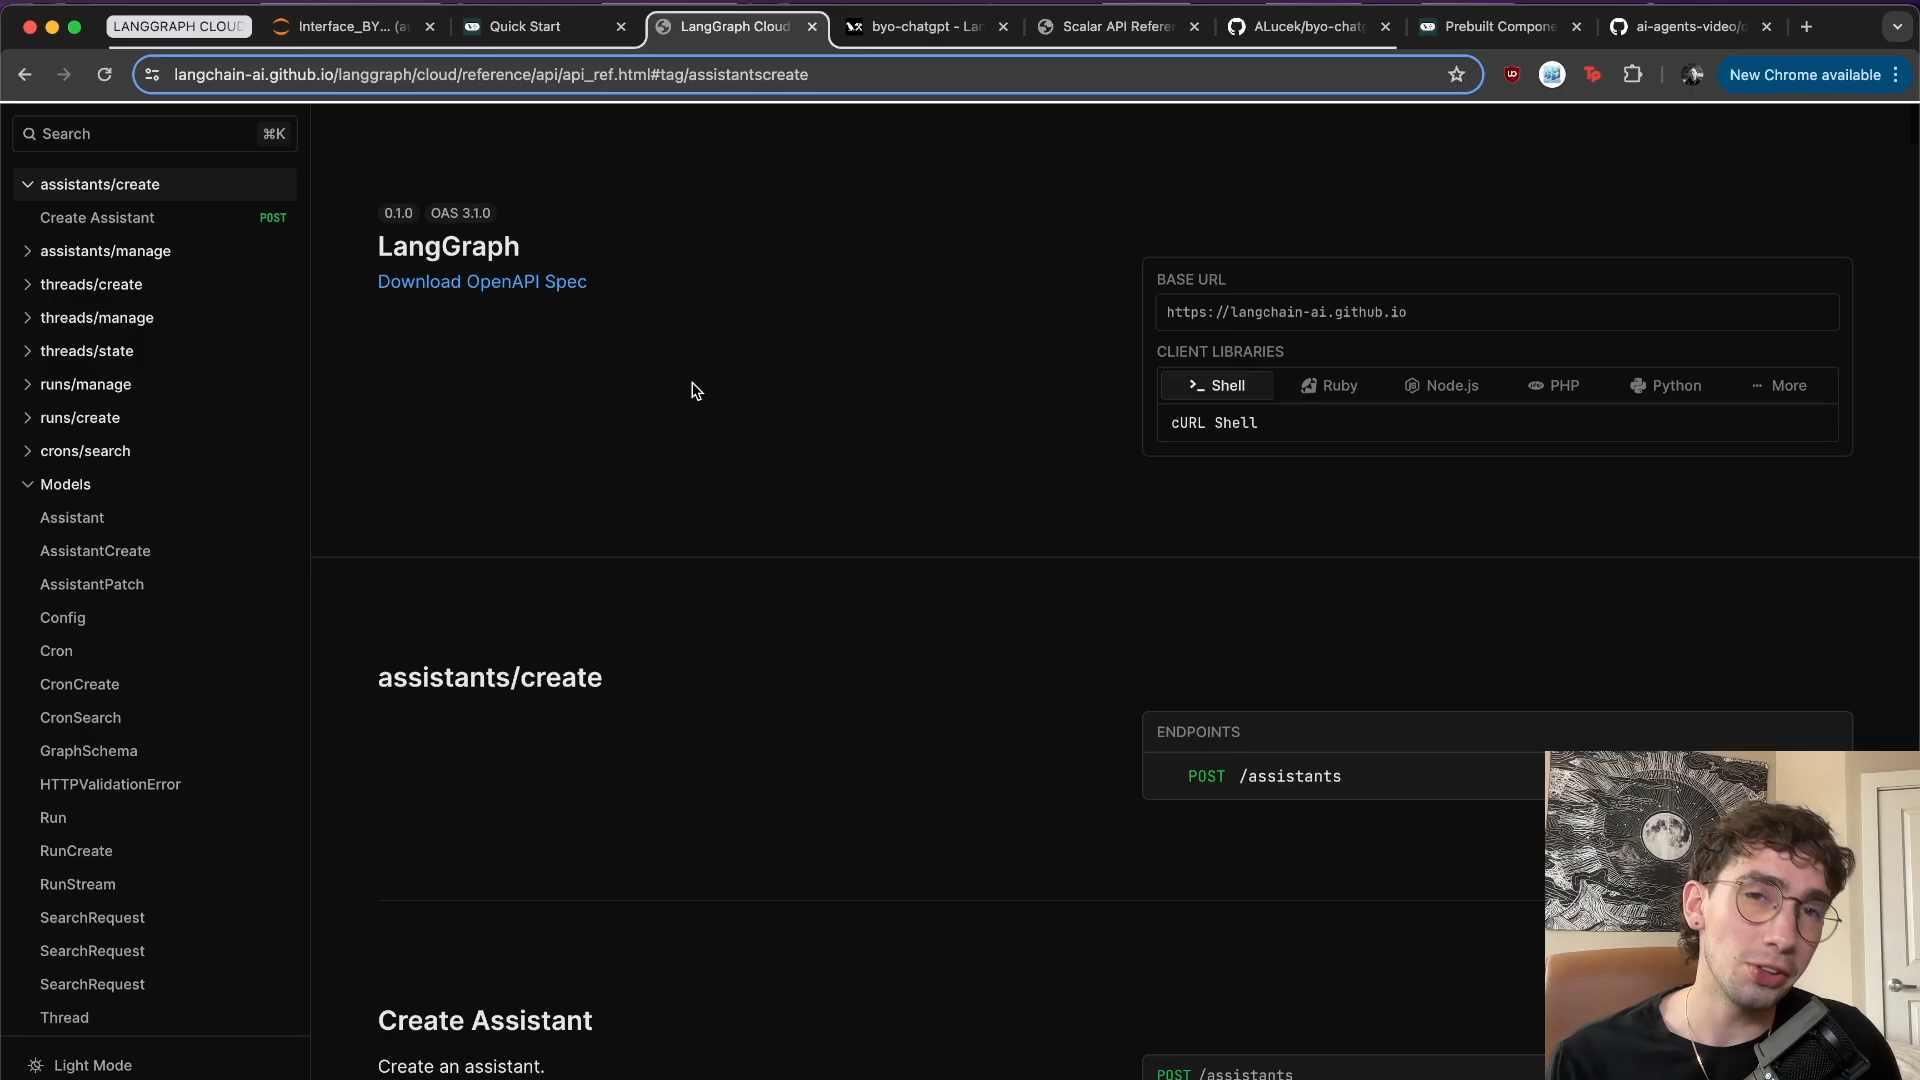 LANGGRAPH CLOUD
Interface_BY... (au
Quick Start
LangGraph Cloud
byo-chatgpt - Lan
Scalar API Referen
ALucek/byo-chatg
Prebuilt Compone
ai-agents-video/d
langchain-ai.github.io/langgraph/cloud/reference/api/api_ref.html#tag/assistantscreate
New Chrome available
Search
⌘K
assistants/create
Create Assistant POST
assistants/manage
threads/create
threads/manage
threads/state
runs/manage
runs/create
crons/search
Models
Assistant
AssistantCreate
AssistantPatch
Config
Cron
CronCreate
CronSearch
GraphSchema
HTTPValidationError
Run
RunCreate
RunStream
SearchRequest
SearchRequest
SearchRequest
Thread
Light Mode
0.1.0 OAS 3.1.0
LangGraph
Download OpenAPI Spec
BASE URL
https://langchain-ai.github.io
CLIENT LIBRARIES
Shell Ruby Node.js PHP Python More
cURL Shell
assistants/create
ENDPOINTS
POST /assistants
Create Assistant
Create an assistant.
POST /assistants